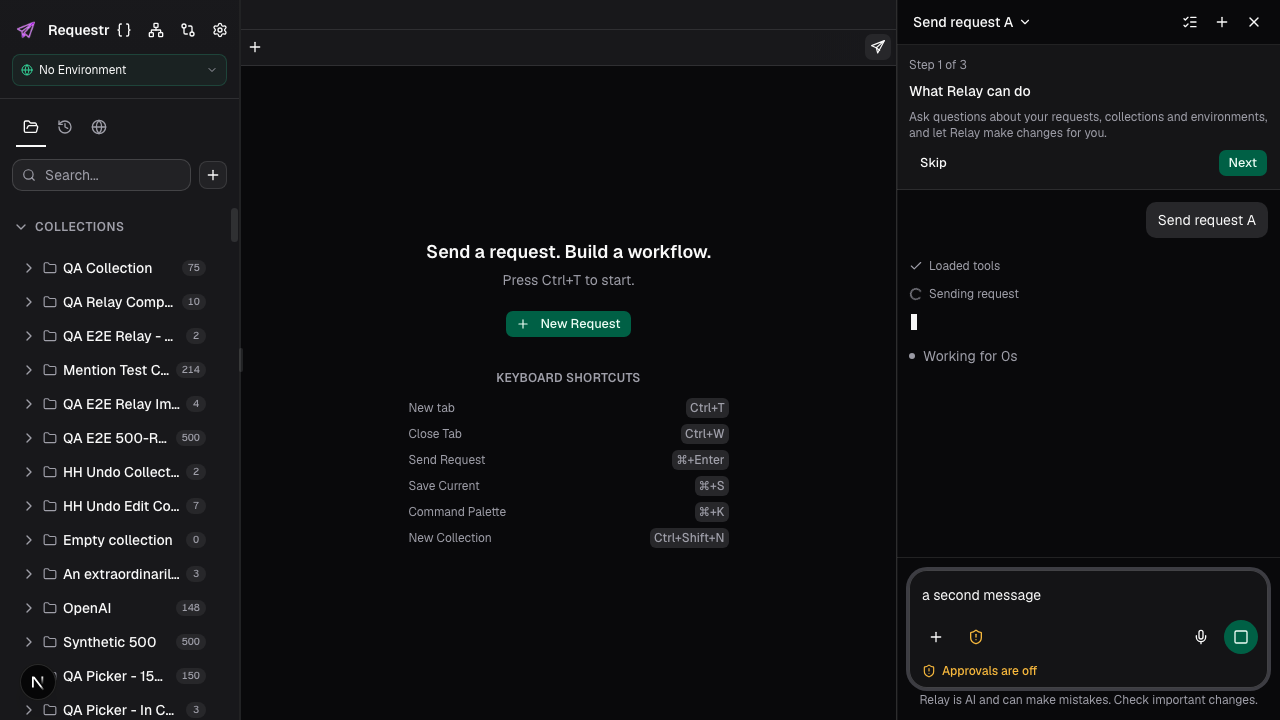 Requestr
No Environment
Search...
COLLECTIONS
QA Collection 75
QA Relay Comp... 10
QA E2E Relay - ... 2
Mention Test C... 214
QA E2E Relay Im... 4
QA E2E 500-R... 500
HH Undo Collect... 2
HH Undo Edit Co... 7
Empty collection 0
An extraordinaril... 3
OpenAI 148
Synthetic 500 500
QA Picker - 15... 150
QA Picker - In C... 3
N
Send a request. Build a workflow.
Press Ctrl+T to start.
New Request
KEYBOARD SHORTCUTS
New tab Ctrl+T
Close Tab Ctrl+W
Send Request ⌘+Enter
Save Current ⌘+S
Command Palette ⌘+K
New Collection Ctrl+Shift+N
Send request A
Step 1 of 3
What Relay can do
Ask questions about your requests, collections and environments,
and let Relay make changes for you.
Skip Next
Send request A
Loaded tools
Sending request
Working for 0s
a second message
Approvals are off
Relay is AI and can make mistakes. Check important changes.